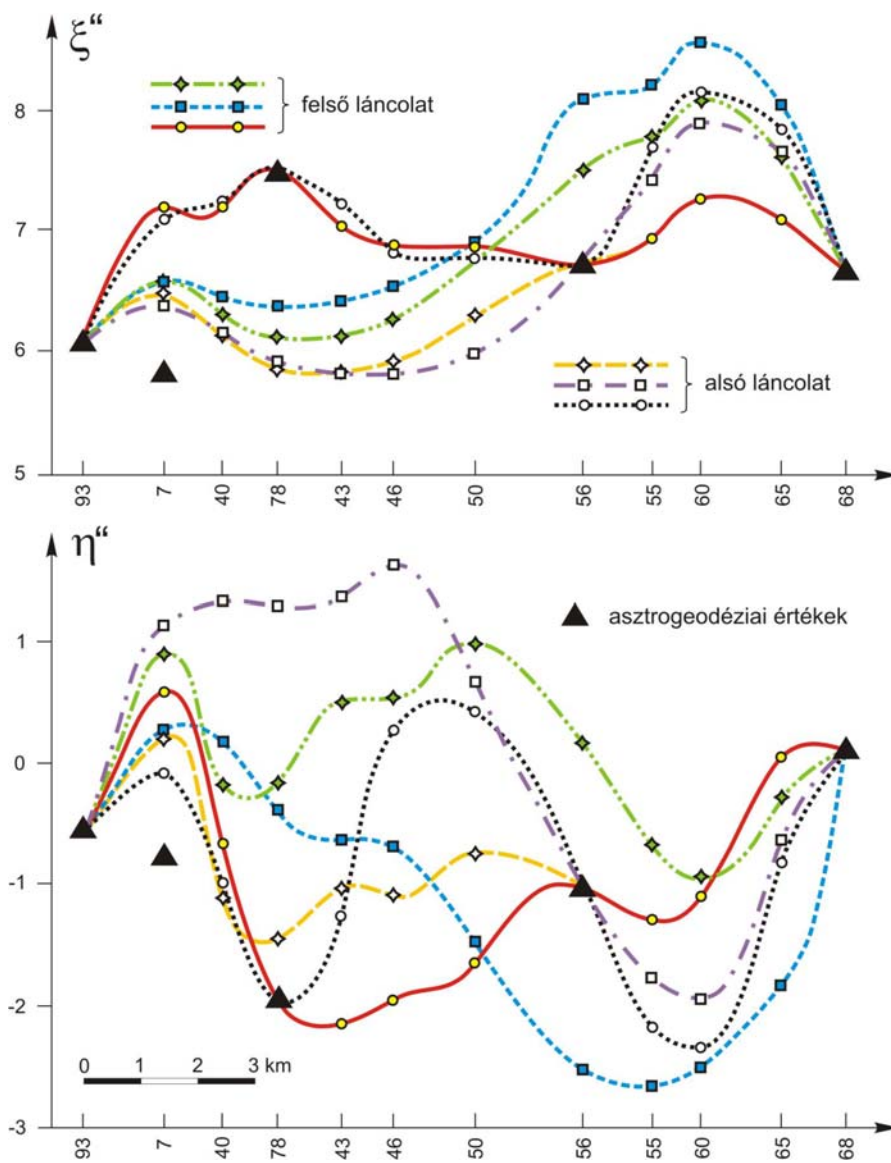 ξ"
8
7
6
5
felső láncolat
alsó láncolat
93 7 40 78 43 46 50 56 55 60 65 68
η"
1
0
-1
-2
-3
asztrogeodéziai értékek
0 1 2 3 km
93 7 40 78 43 46 50 56 55 60 65 68